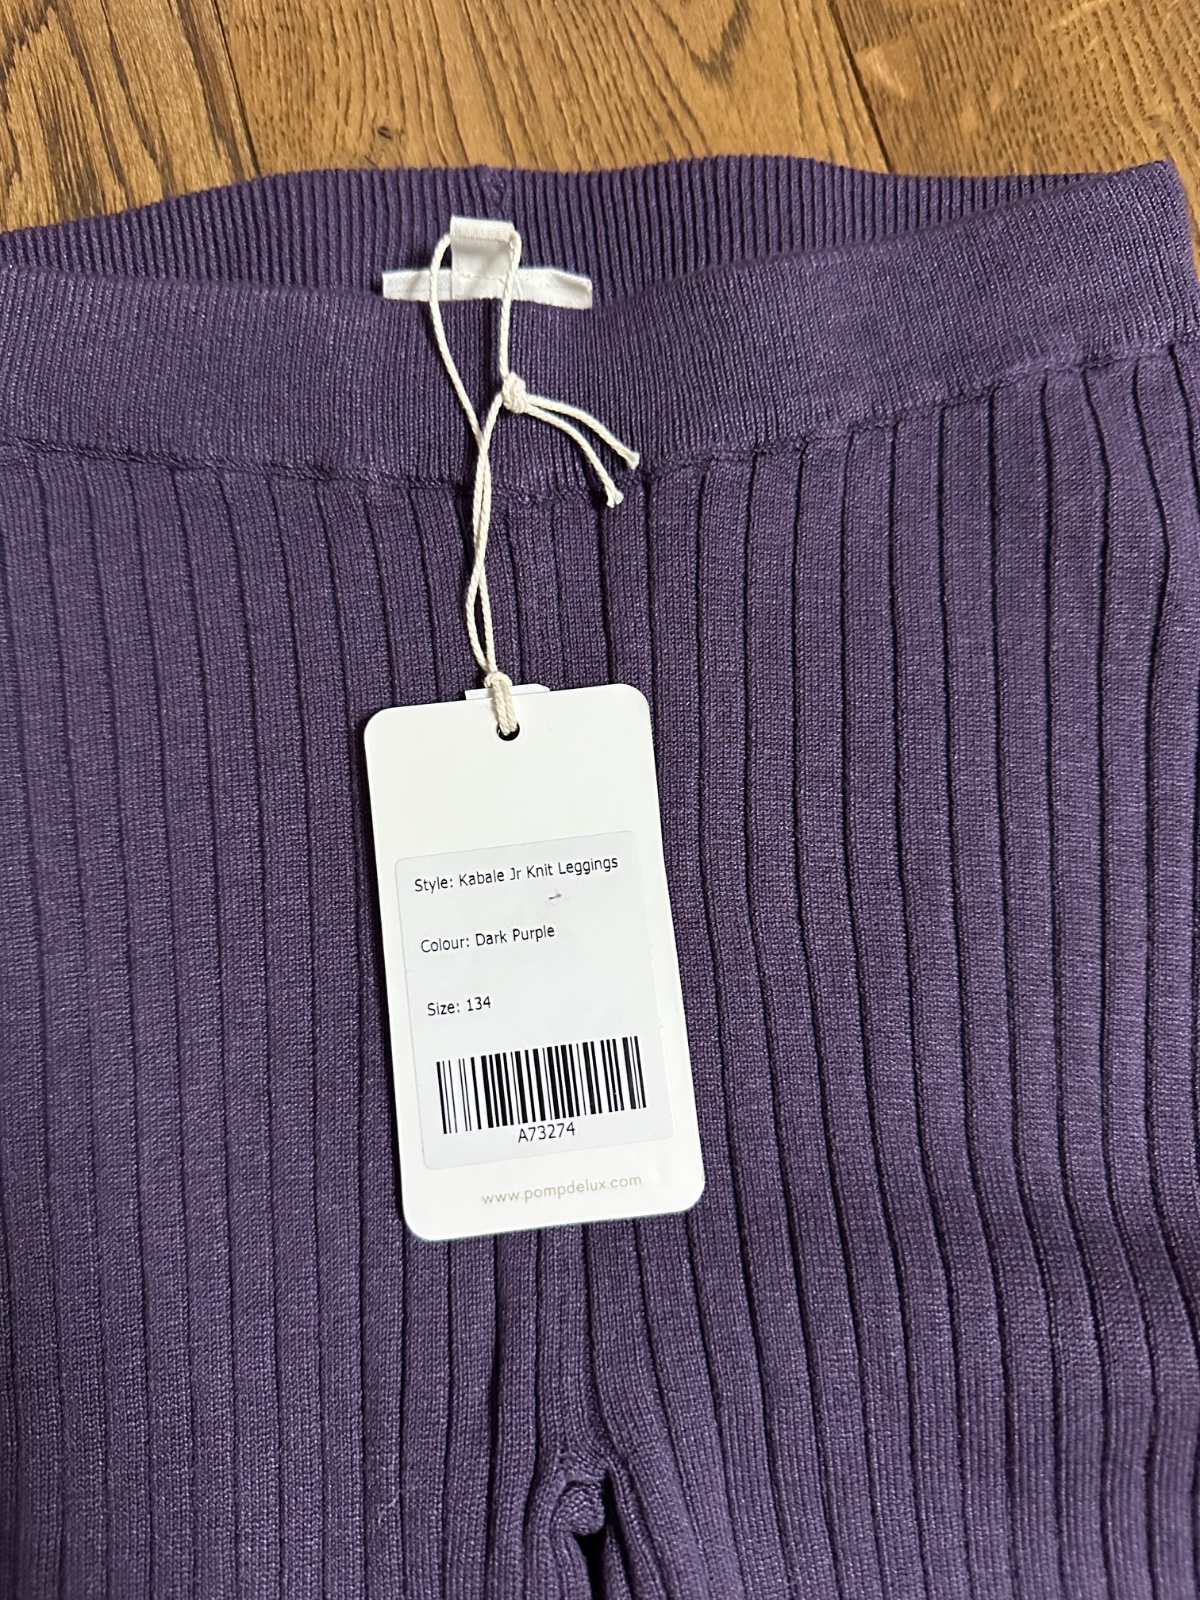 Style: Kabale Jr Knit Leggings
Colour: Dark Purple
Size: 134
A73274
www.pompdelux.com